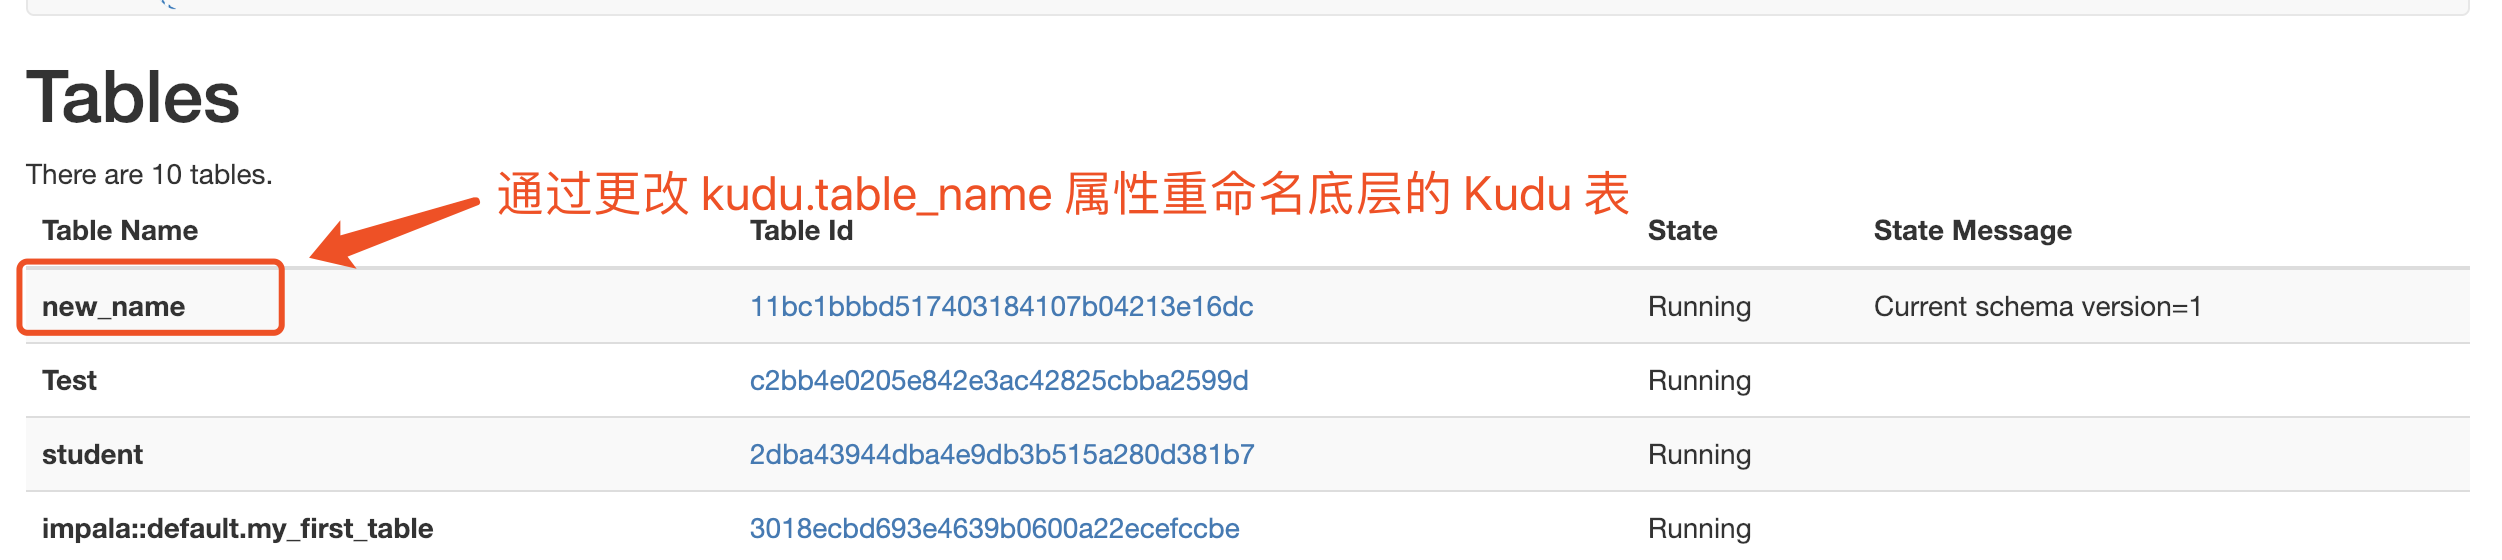 Tables
There are 10 tables.
通过更改 kudu.table_name 属性重命名底层的 Kudu 表
Table Name Table Id State State Message
new_name 11bc1bbbd517403184107b04213e16dc Running Current schema version=1
Test c2bb4e0205e842e3ac42825cbba2599d Running
student 2dba43944dba4e9db3b515a280d381b7 Running
impala::default.my_first_table 3018ecbd693e4639b0600a22ecefccbe Running